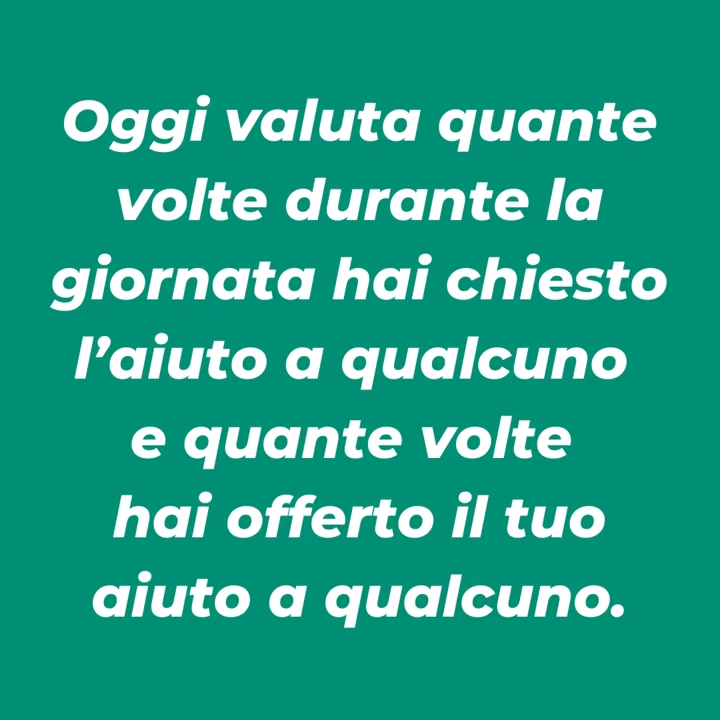 Oggi valuta quante
volte durante la
giornata hai chiesto
l’aiuto a qualcuno
e quante volte
hai offerto il tuo
aiuto a qualcuno.